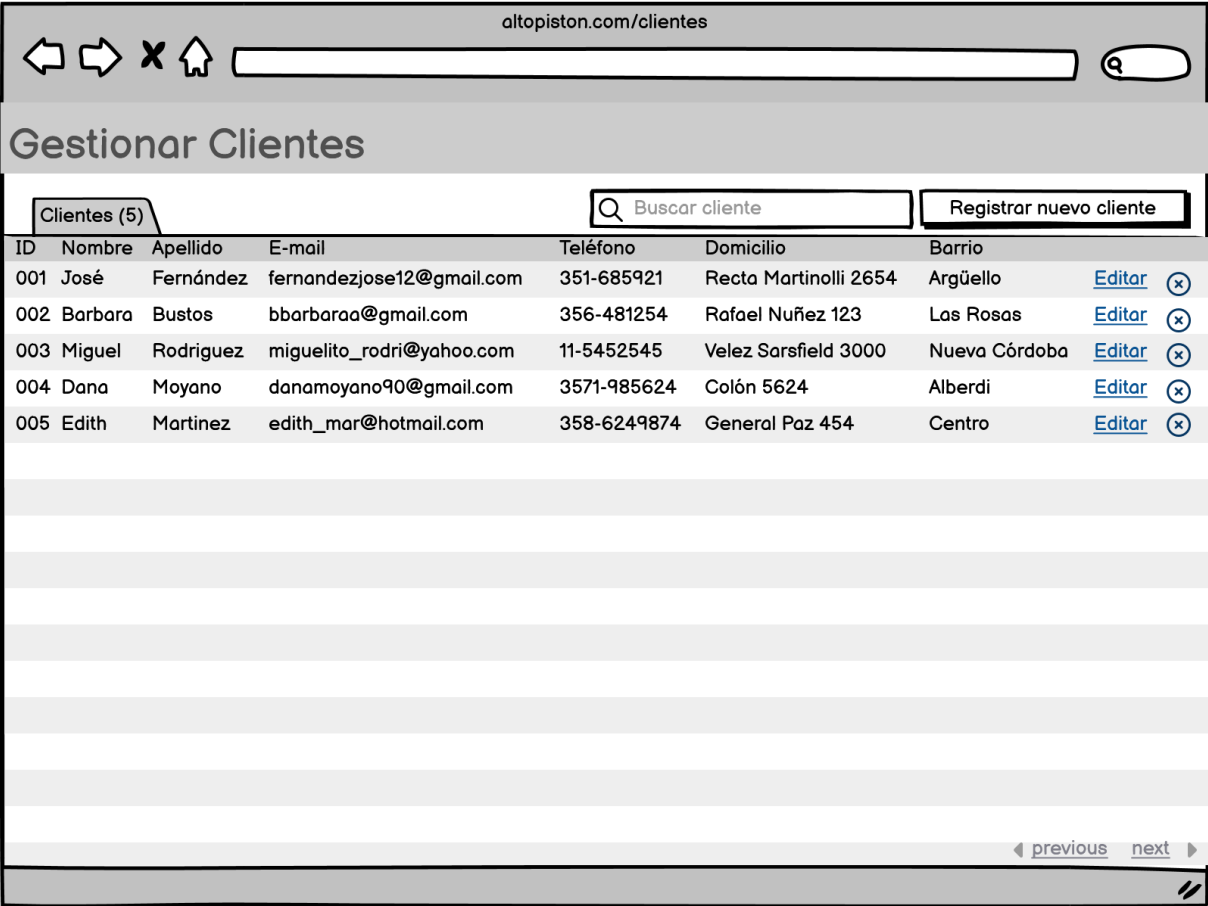 altopiston.com/clientes
Gestionar Clientes
Clientes (5)
Buscar cliente
Registrar nuevo cliente
ID Nombre Apellido E-mail Teléfono Domicilio Barrio
001 José Fernández fernandezjose12@gmail.com 351-685921 Recta Martinolli 2654 Argüello Editar
002 Barbara Bustos bbarbaraa@gmail.com 356-481254 Rafael Nuñez 123 Las Rosas Editar
003 Miguel Rodriguez miguelito_rodri@yahoo.com 11-5452545 Velez Sarsfield 3000 Nueva Córdoba Editar
004 Dana Moyano danamoyano90@gmail.com 3571-985624 Colón 5624 Alberdi Editar
005 Edith Martinez edith_mar@hotmail.com 358-6249874 General Paz 454 Centro Editar
previous next